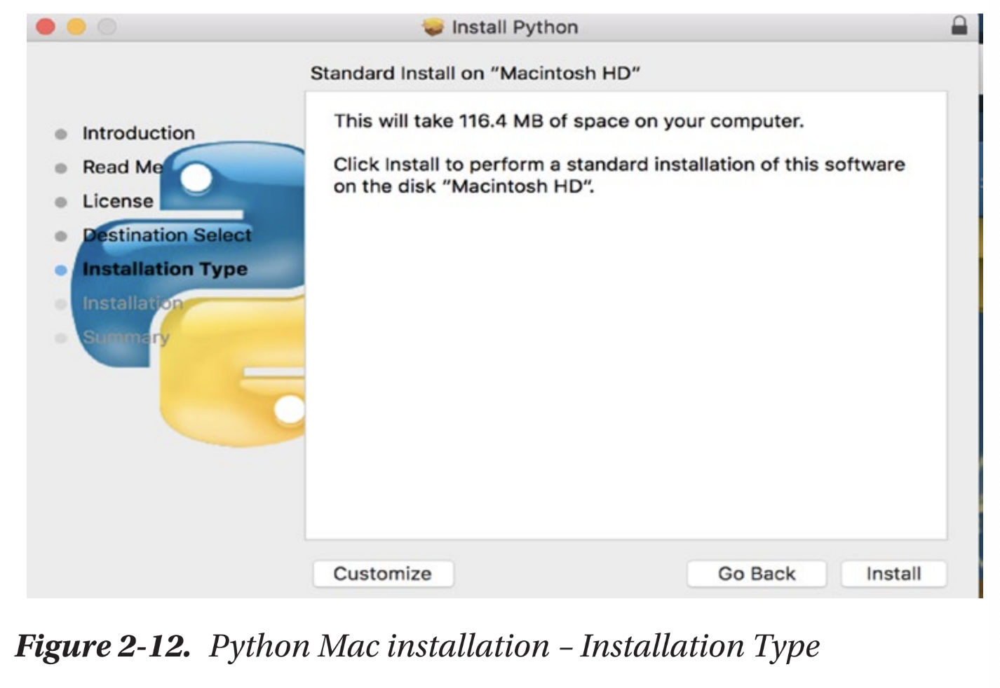 Install Python
Standard Install on “Macintosh HD”
Introduction
Read Me
License
Destination Select
Installation Type
Installation
Summary
This will take 116.4 MB of space on your computer.
Click Install to perform a standard installation of this software
on the disk “Macintosh HD”.
Customize
Go Back
Install
Figure 2-12. Python Mac installation – Installation Type